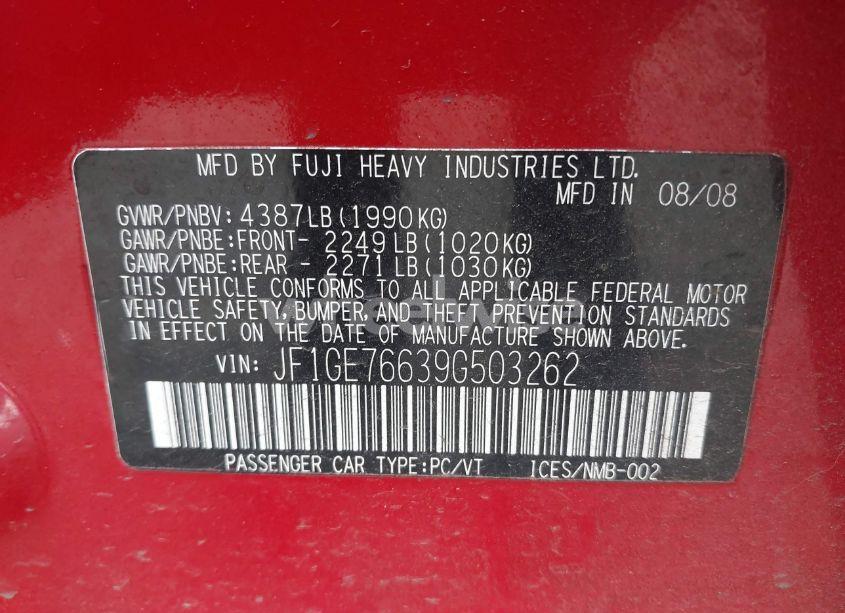 MFD BY FUJI HEAVY INDUSTRIES LTD.
MFD IN 08/08
GVWR/PNBV: 4387LB(1990KG)
GAWR/PNBE:FRONT- 2249LB(1020KG)
GAWR/PNBE:REAR - 2271LB(1030KG)
THIS VEHICLE CONFORMS TO ALL APPLICABLE FEDERAL MOTOR
VEHICLE SAFETY, BUMPER, AND THEFT PREVENTION STANDARDS
IN EFFECT ON THE DATE OF MANUFACTURE SHOWN ABOVE.
VIN: JF1GE76639G503262
PASSENGER CAR TYPE:PC/VT ICES/NMB-002